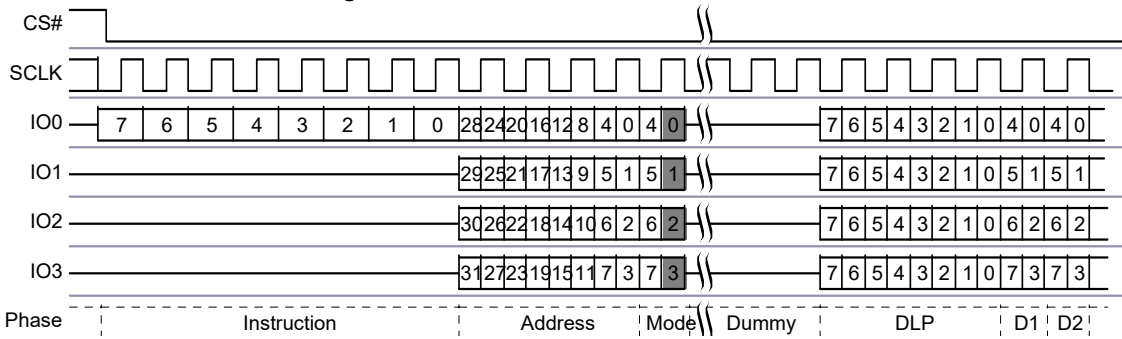 CS#
SCLK
IO0 7 6 5 4 3 2 1 0 28 24 20 16 12 8 4 0 4 0 7 6 5 4 3 2 1 0 4 0 4 0
IO1 29 25 21 17 13 9 5 1 5 1 7 6 5 4 3 2 1 0 5 1 5 1
IO2 30 26 22 18 14 10 6 2 6 2 7 6 5 4 3 2 1 0 6 2 6 2
IO3 31 27 23 19 15 11 7 3 7 3 7 6 5 4 3 2 1 0 7 3 7 3
Phase Instruction Address Mode Dummy DLP D1 D2